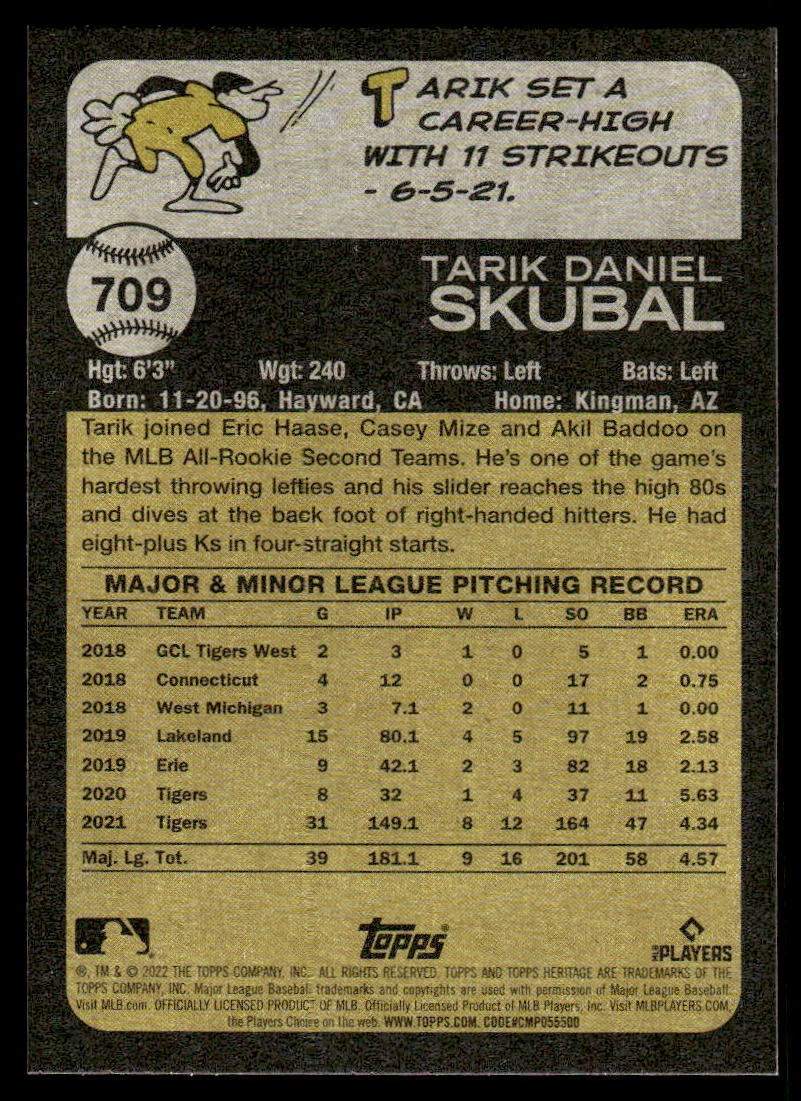 TARIK SET A
CAREER-HIGH
WITH 11 STRIKEOUTS
- 6-5-21.
709
TARIK DANIEL
SKUBAL
Hgt: 6'3" Wgt: 240 Throws: Left Bats: Left
Born: 11-20-96, Hayward, CA Home: Kingman, AZ
Tarik joined Eric Haase, Casey Mize and Akil Baddoo on
the MLB All-Rookie Second Teams. He's one of the game's
hardest throwing lefties and his slider reaches the high 80s
and dives at the back foot of right-handed hitters. He had
eight-plus Ks in four-straight starts.
MAJOR & MINOR LEAGUE PITCHING RECORD
YEAR TEAM G IP W L SO BB ERA
2018 GCL Tigers West 2 3 1 0 5 1 0.00
2018 Connecticut 4 12 0 0 17 2 0.75
2018 West Michigan 3 7.1 2 0 11 1 0.00
2019 Lakeland 15 80.1 4 5 97 19 2.58
2019 Erie 9 42.1 2 3 82 18 2.13
2020 Tigers 8 32 1 4 37 11 5.63
2021 Tigers 31 149.1 8 12 164 47 4.34
Maj. Lg. Tot. 39 181.1 9 16 201 58 4.57
topps
MLB PLAYERS
®, TM & © 2022 THE TOPPS COMPANY, INC. ALL RIGHTS RESERVED. TOPPS AND TOPPS HERITAGE ARE TRADEMARKS OF THE
TOPPS COMPANY, INC. Major League Baseball trademarks and copyrights are used with permission of Major League Baseball.
Visit MLB.com. OFFICIALLY LICENSED PRODUCT OF MLB. Officially Licensed Product of MLB Players, Inc. Visit MLBPLAYERS.COM,
the Players Choice on the web. WWW.TOPPS.COM. CODE#CMP055500